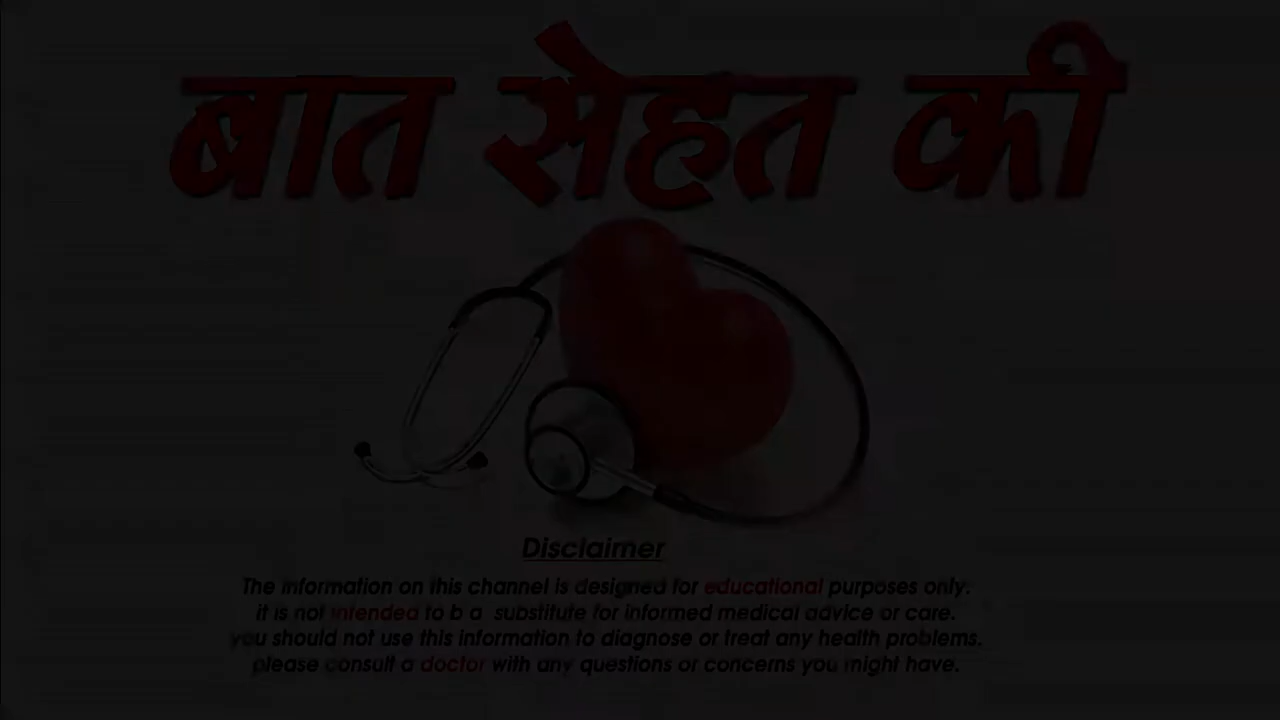 बात सेहत की
Disclaimer
The information on this channel is designed for educational purposes only.
it is not intended to b a substitute for informed medical advice or care.
you should not use this information to diagnose or treat any health problems.
please consult a doctor with any questions or concerns you might have.